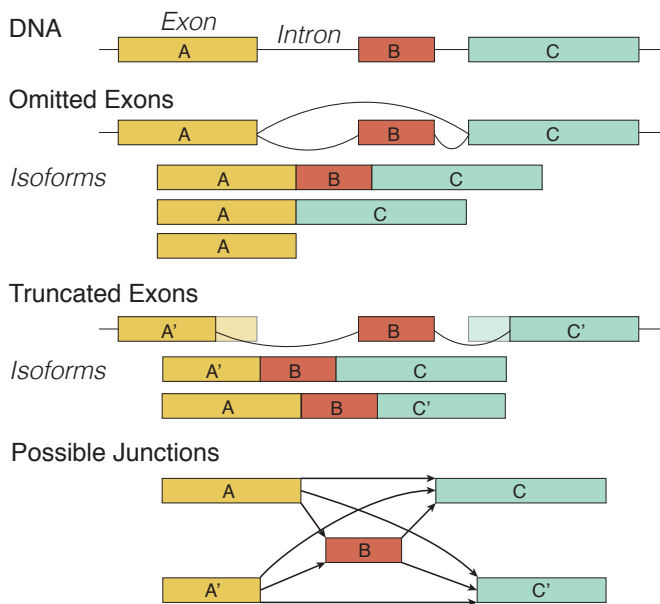 DNA
Exon
Intron
A B C
Omitted Exons
A B C
Isoforms
A B C
A C
A
Truncated Exons
A' B C'
Isoforms
A' B C
A B C'
Possible Junctions
A C
B
A' C'